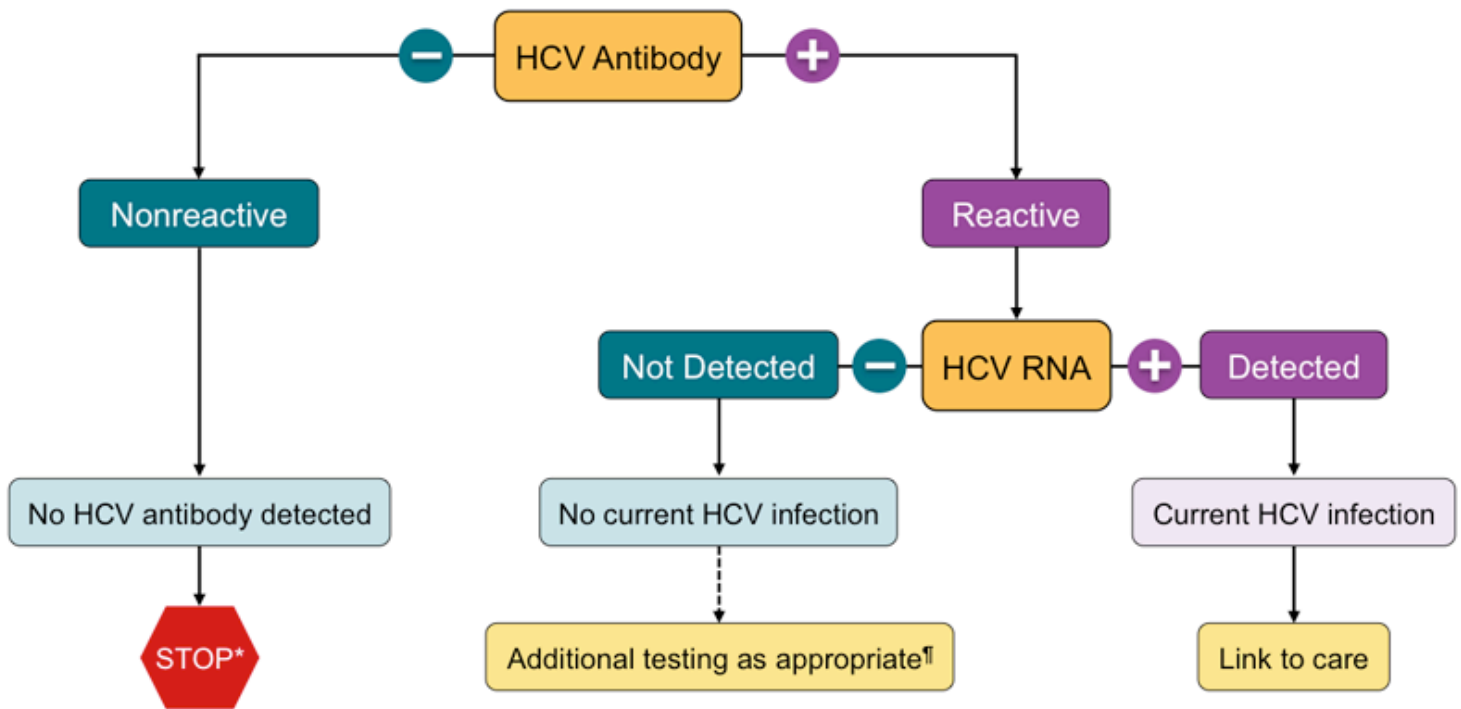 HCV Antibody
Nonreactive
Reactive
Not Detected
HCV RNA
Detected
No HCV antibody detected
No current HCV infection
Current HCV infection
STOP*
Additional testing as appropriate¶
Link to care